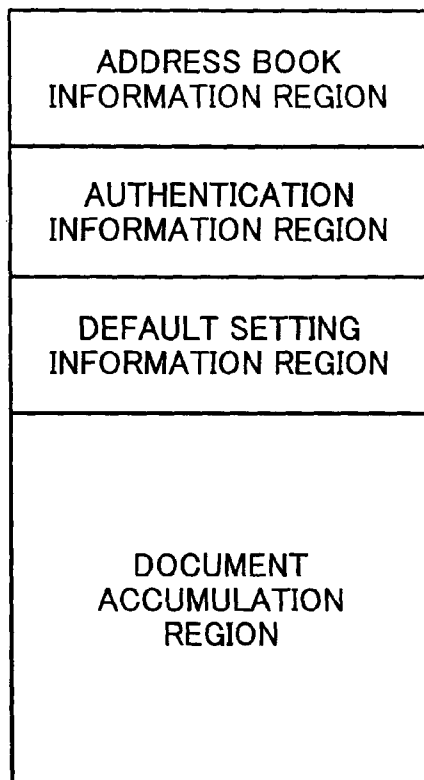 ADDRESS BOOK
INFORMATION REGION
AUTHENTICATION
INFORMATION REGION
DEFAULT SETTING
INFORMATION REGION
DOCUMENT
ACCUMULATION
REGION